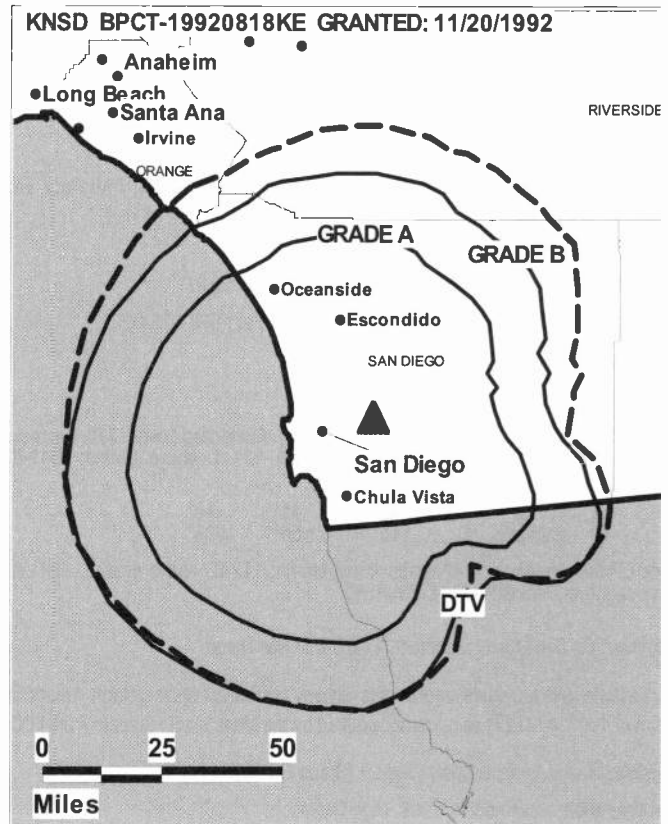 KNSD BPCT-19920818KE GRANTED: 11/20/1992
Anaheim
Long Beach
Santa Ana
Irvine
RIVERSIDE
ORANGE
GRADE A
GRADE B
Oceanside
Escondido
SAN DIEGO
San Diego
Chula Vista
DTV
0 25 50
Miles